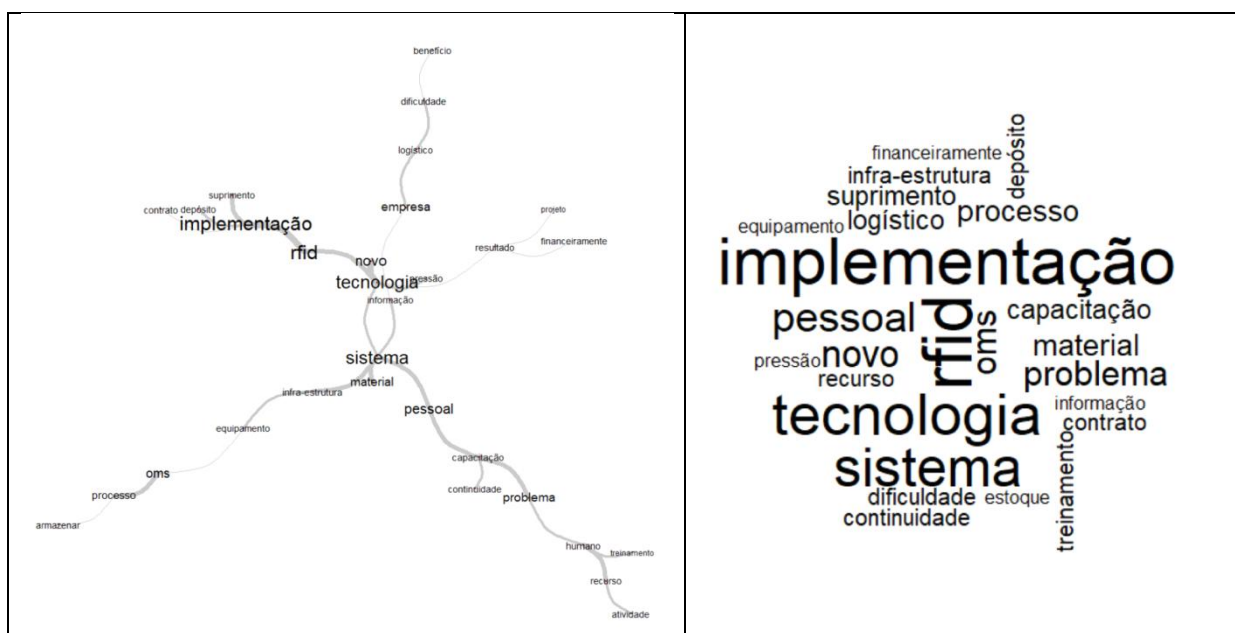 benefício
dificuldade
logístico
suprimento
contrato depósito
empresa
projeto
implementação
resultado
financeiramente
rfid
novo
tecnologia
pressão
informação
sistema
material
infra-estrutura
pessoal
equipamento
capacitação
oms
continuidade
processo
problema
armazenar
humano
treinamento
recurso
atividade
depósito
financeiramente
infra-estrutura
suprimento
processo
equipamento
logístico
implementação
pessoal
rfid
oms
capacitação
pressão
novo
material
recurso
problema
tecnologia
informação
contrato
sistema
treinamento
dificuldade
estoque
continuidade